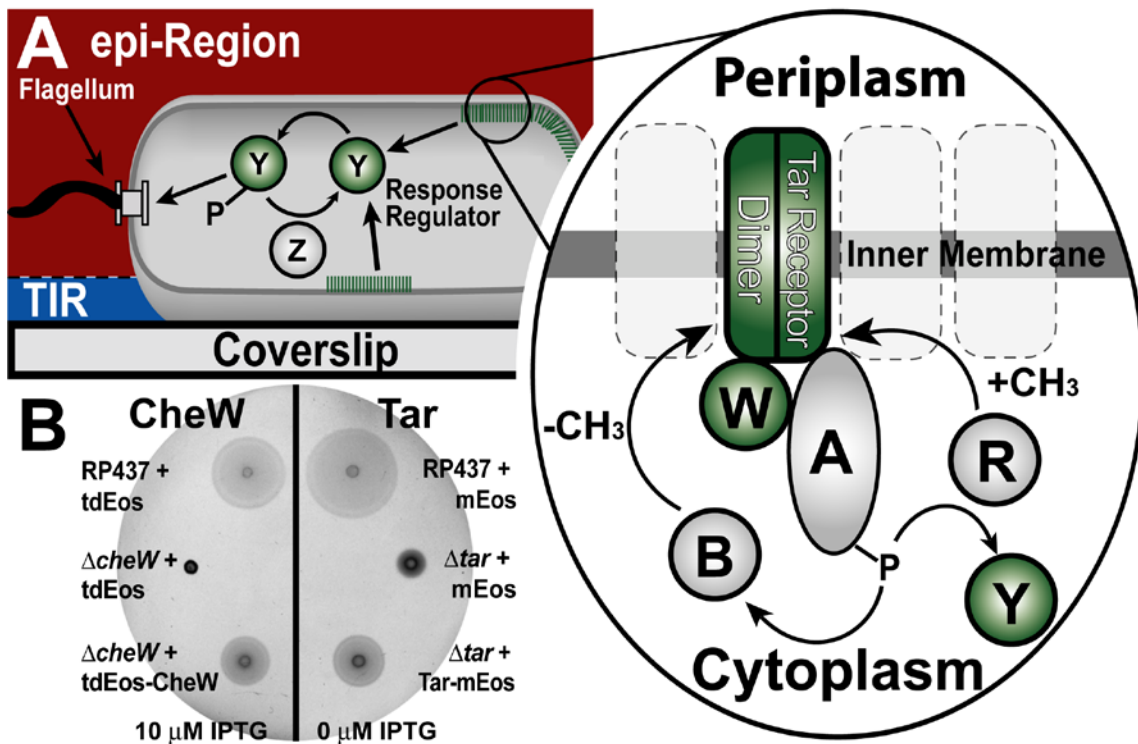 A
epi-Region
Flagellum
Y
Y
P
Z
Response
Regulator
TIR
Coverslip
Periplasm
Tar Receptor
Dimer
Inner Membrane
W
A
-CH₃
+CH₃
R
B
P
Y
Cytoplasm
B
CheW
Tar
RP437 +
tdEos
RP437 +
mEos
ΔcheW +
tdEos
Δtar +
mEos
ΔcheW +
tdEos-CheW
Δtar +
Tar-mEos
10 μM IPTG
0 μM IPTG